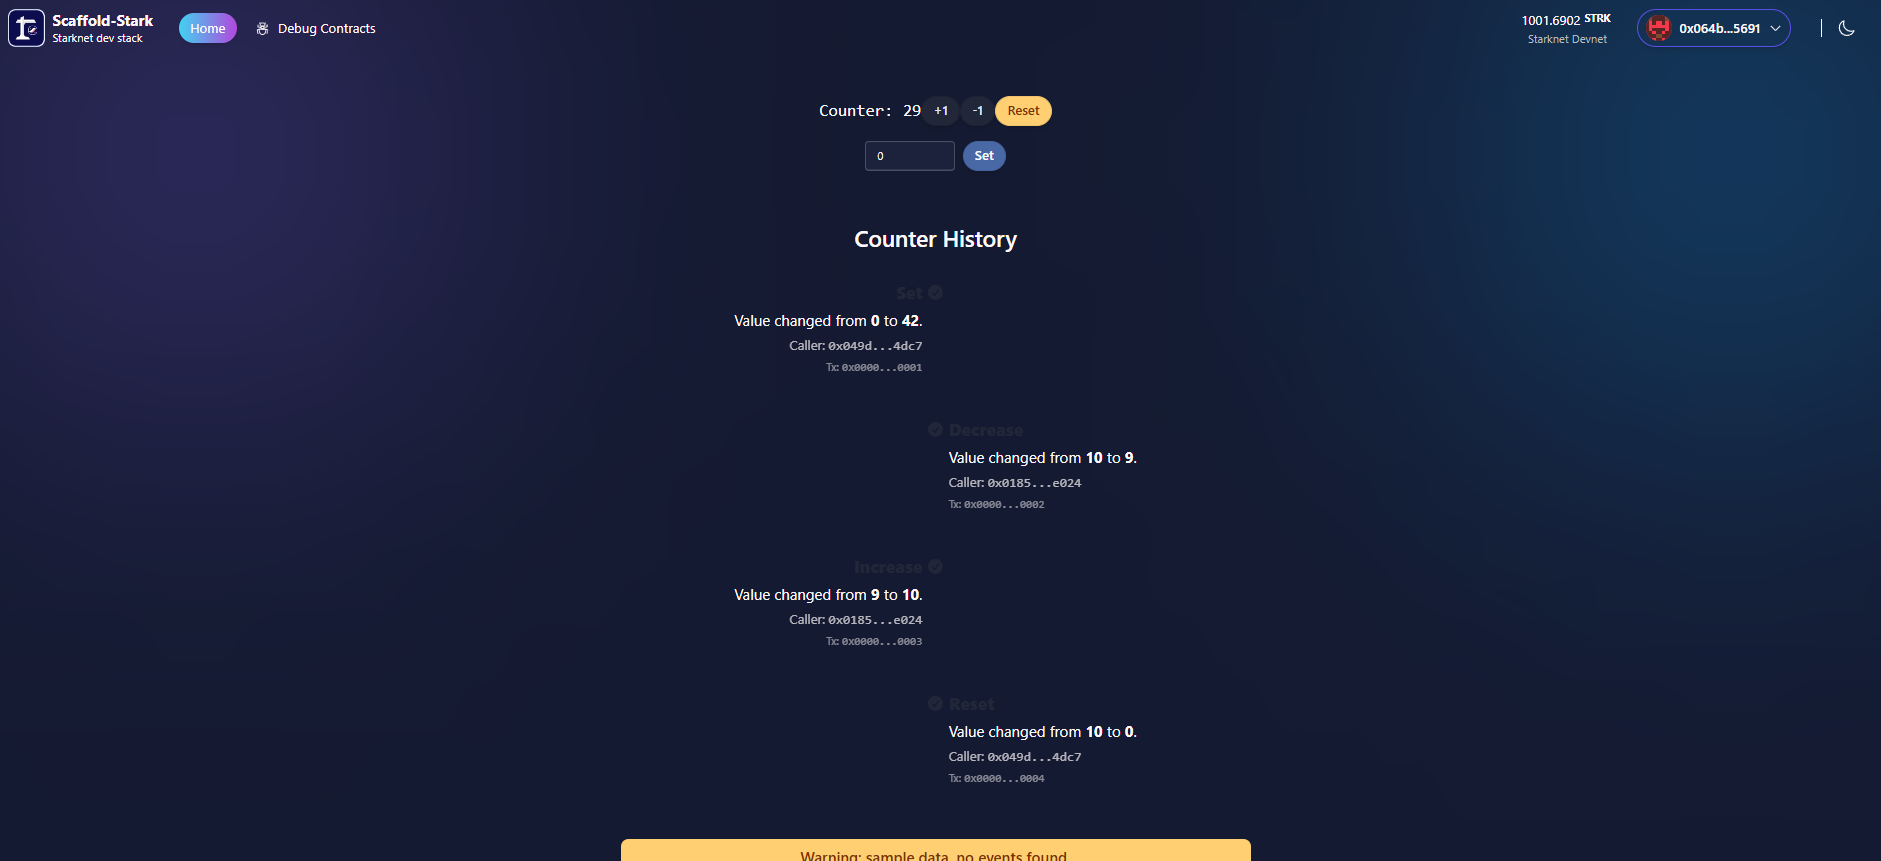 Scaffold-Stark
Starknet dev stack
Home
Debug Contracts
1001.6902 STRK
Starknet Devnet
0x064b...5691
Counter: 29 +1 -1 Reset
0 Set
Counter History
Set
Value changed from 0 to 42.
Caller: 0x049d...4dc7
Tx: 0x0000...0001
Decrease
Value changed from 10 to 9.
Caller: 0x0185...e024
Tx: 0x0000...0002
Increase
Value changed from 9 to 10.
Caller: 0x0185...e024
Tx: 0x0000...0003
Reset
Value changed from 10 to 0.
Caller: 0x049d...4dc7
Tx: 0x0000...0004
Warning: sample data, no events found